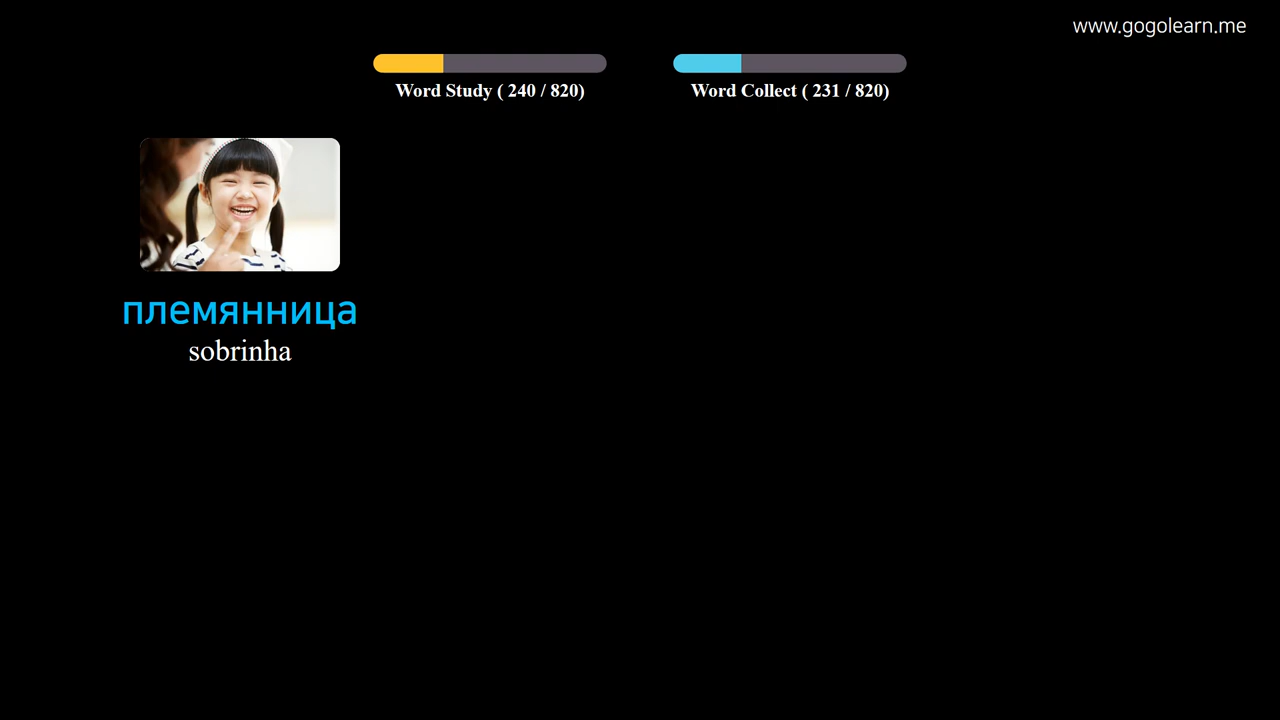 www.gogolearn.me
Word Study ( 240 / 820)
Word Collect ( 231 / 820)
племянница
sobrinha